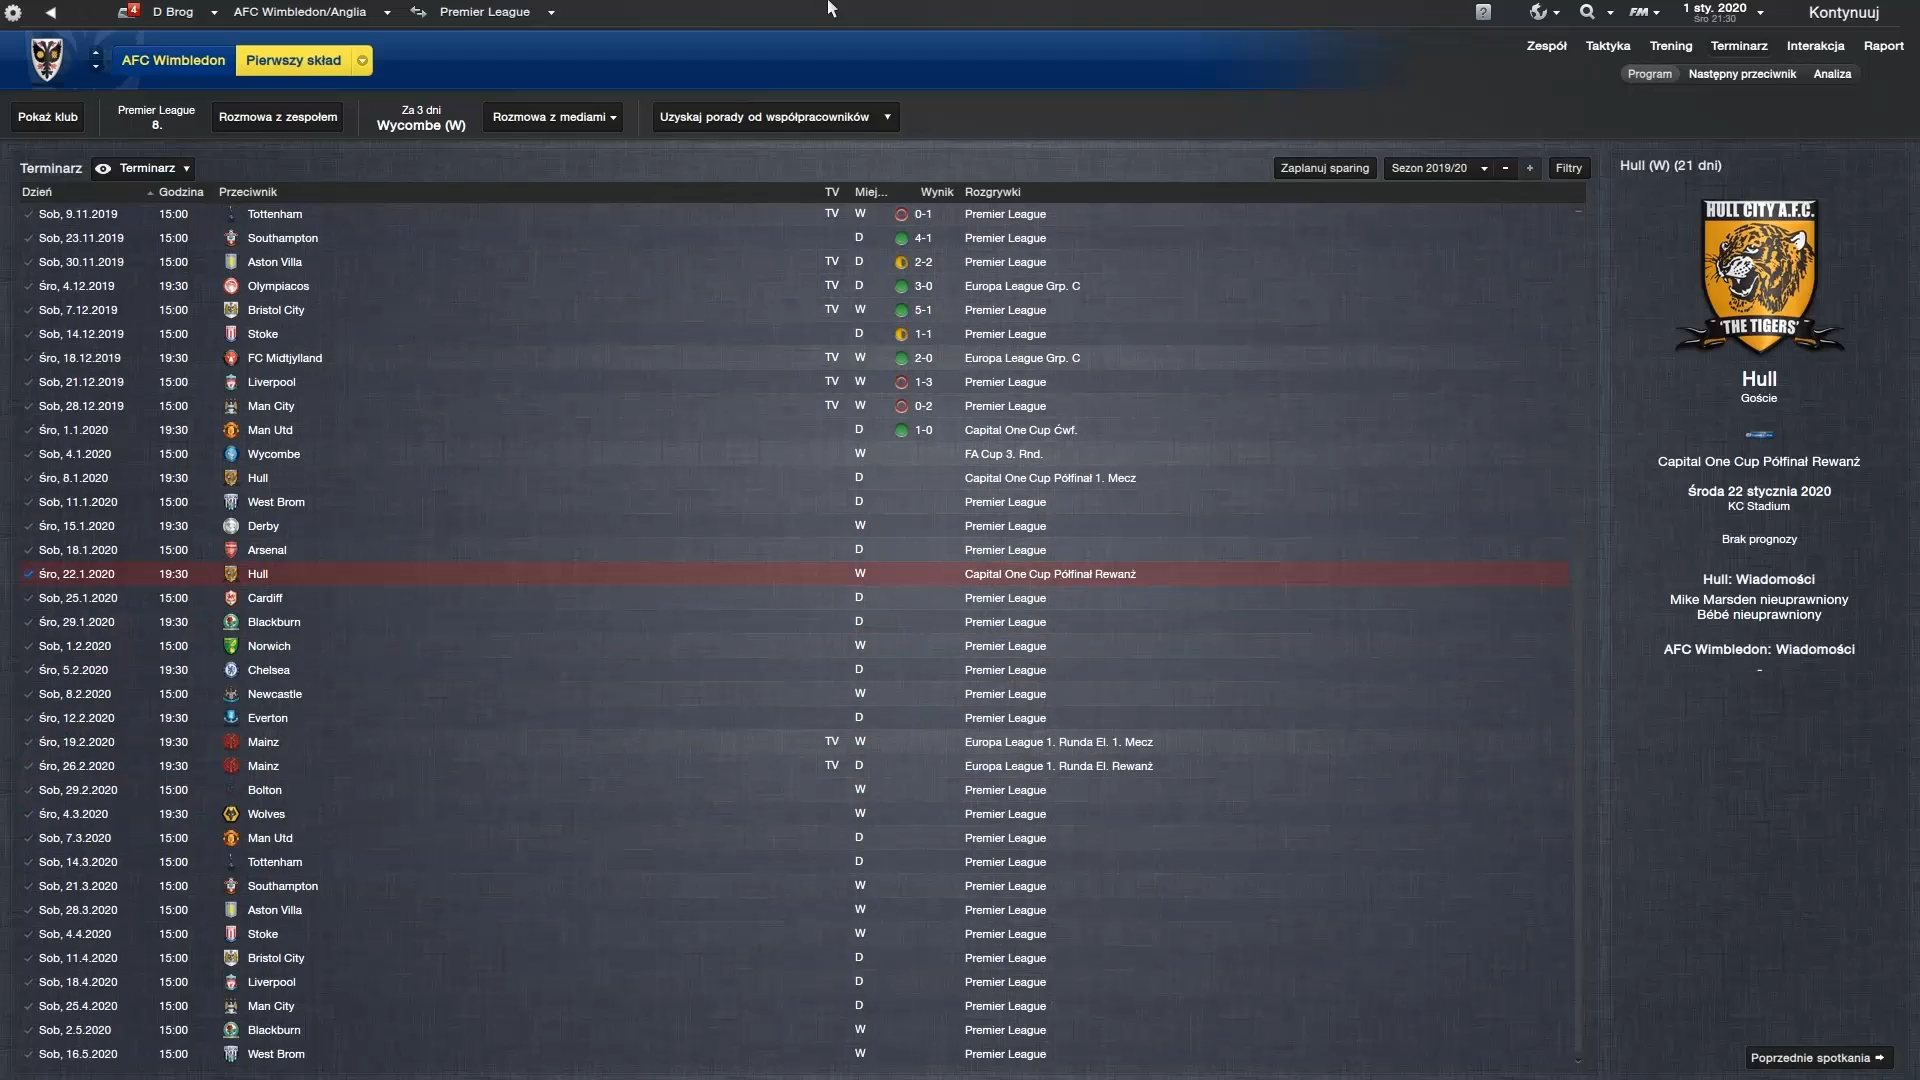 4 D Brog AFC Wimbledon/Anglia Premier League ? FM 1 sty. 2020 Kontynuuj
Śro 21:30
AFC Wimbledon Pierwszy skład Zespół Taktyka Trening Terminarz Interakcja Raport
Program Następny przeciwnik Analiza
Pokaż klub Premier League 8. Rozmowa z zespołem Za 3 dni Wycombe (W) Rozmowa z mediami Uzyskaj porady od współpracowników
Terminarz Terminarz Zaplanuj sparing Sezon 2019/20 - + Filtry
Dzień Godzina Przeciwnik TV Miej... Wynik Rozgrywki
Sob, 9.11.2019 15:00 Tottenham TV W 0-1 Premier League
Sob, 23.11.2019 15:00 Southampton D 4-1 Premier League
Sob, 30.11.2019 15:00 Aston Villa TV D 2-2 Premier League
Śro, 4.12.2019 19:30 Olympiacos TV D 3-0 Europa League Grp. C
Sob, 7.12.2019 15:00 Bristol City TV W 5-1 Premier League
Sob, 14.12.2019 15:00 Stoke D 1-1 Premier League
Śro, 18.12.2019 19:30 FC Midtjylland TV W 2-0 Europa League Grp. C
Sob, 21.12.2019 15:00 Liverpool TV W 1-3 Premier League
Sob, 28.12.2019 15:00 Man City TV W 0-2 Premier League
Śro, 1.1.2020 19:30 Man Utd D 1-0 Capital One Cup Ćwf.
Sob, 4.1.2020 15:00 Wycombe W FA Cup 3. Rnd.
Śro, 8.1.2020 19:30 Hull D Capital One Cup Półfinał 1. Mecz
Sob, 11.1.2020 15:00 West Brom D Premier League
Śro, 15.1.2020 19:30 Derby W Premier League
Sob, 18.1.2020 15:00 Arsenal D Premier League
Śro, 22.1.2020 19:30 Hull W Capital One Cup Półfinał Rewanż
Sob, 25.1.2020 15:00 Cardiff D Premier League
Śro, 29.1.2020 19:30 Blackburn D Premier League
Sob, 1.2.2020 15:00 Norwich W Premier League
Śro, 5.2.2020 19:30 Chelsea D Premier League
Sob, 8.2.2020 15:00 Newcastle W Premier League
Śro, 12.2.2020 19:30 Everton D Premier League
Śro, 19.2.2020 19:30 Mainz TV W Europa League 1. Runda El. 1. Mecz
Śro, 26.2.2020 19:30 Mainz TV D Europa League 1. Runda El. Rewanż
Sob, 29.2.2020 15:00 Bolton W Premier League
Śro, 4.3.2020 19:30 Wolves W Premier League
Sob, 7.3.2020 15:00 Man Utd D Premier League
Sob, 14.3.2020 15:00 Tottenham D Premier League
Sob, 21.3.2020 15:00 Southampton W Premier League
Sob, 28.3.2020 15:00 Aston Villa W Premier League
Sob, 4.4.2020 15:00 Stoke W Premier League
Sob, 11.4.2020 15:00 Bristol City D Premier League
Sob, 18.4.2020 15:00 Liverpool D Premier League
Sob, 25.4.2020 15:00 Man City D Premier League
Sob, 2.5.2020 15:00 Blackburn W Premier League
Sob, 16.5.2020 15:00 West Brom W Premier League
Hull (W) (21 dni)
HULL CITY A.F.C.
'THE TIGERS'
Hull
Goście
Capital One Cup Półfinał Rewanż
Środa 22 stycznia 2020
KC Stadium
Brak prognozy
Hull: Wiadomości
Mike Marsden nieuprawniony
Bébé nieuprawniony
AFC Wimbledon: Wiadomości
-
Poprzednie spotkania